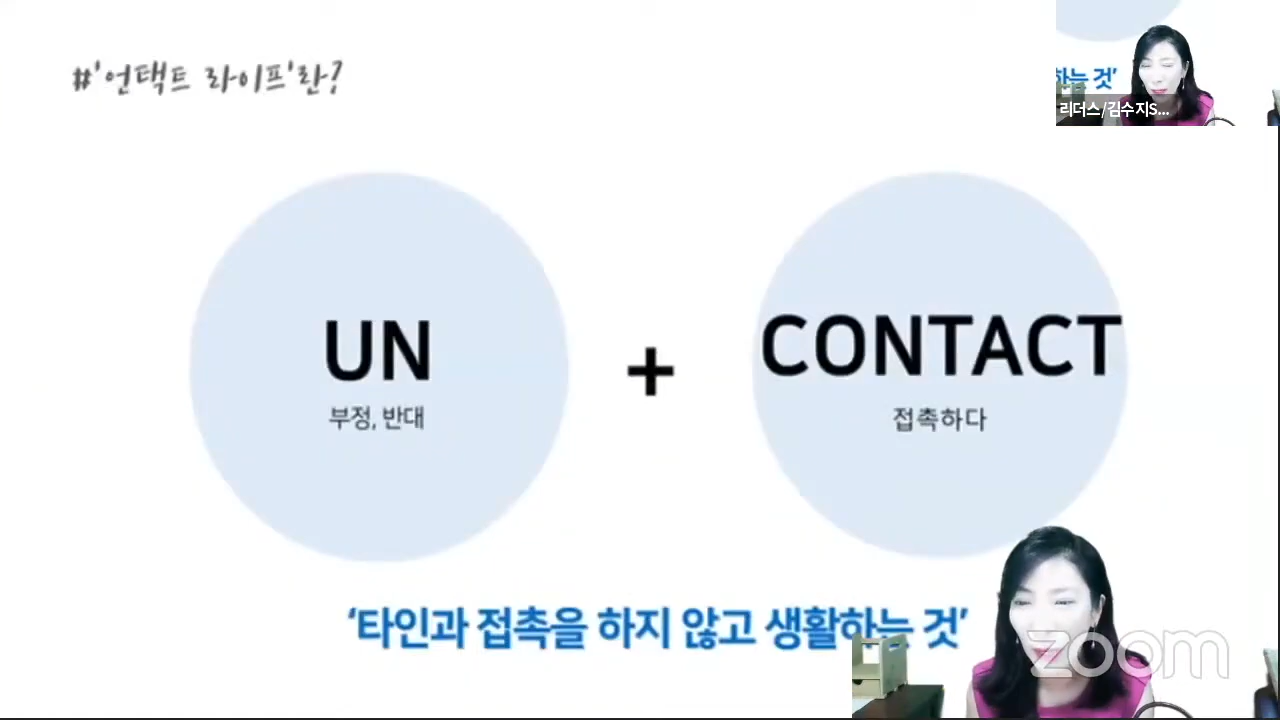 #'언택트 라이프'란?
하는 것’
리더스/김수지S...
UN
부정, 반대
+
CONTACT
접촉하다
‘타인과 접촉을 하지 않고 생활하는 것’
zoom